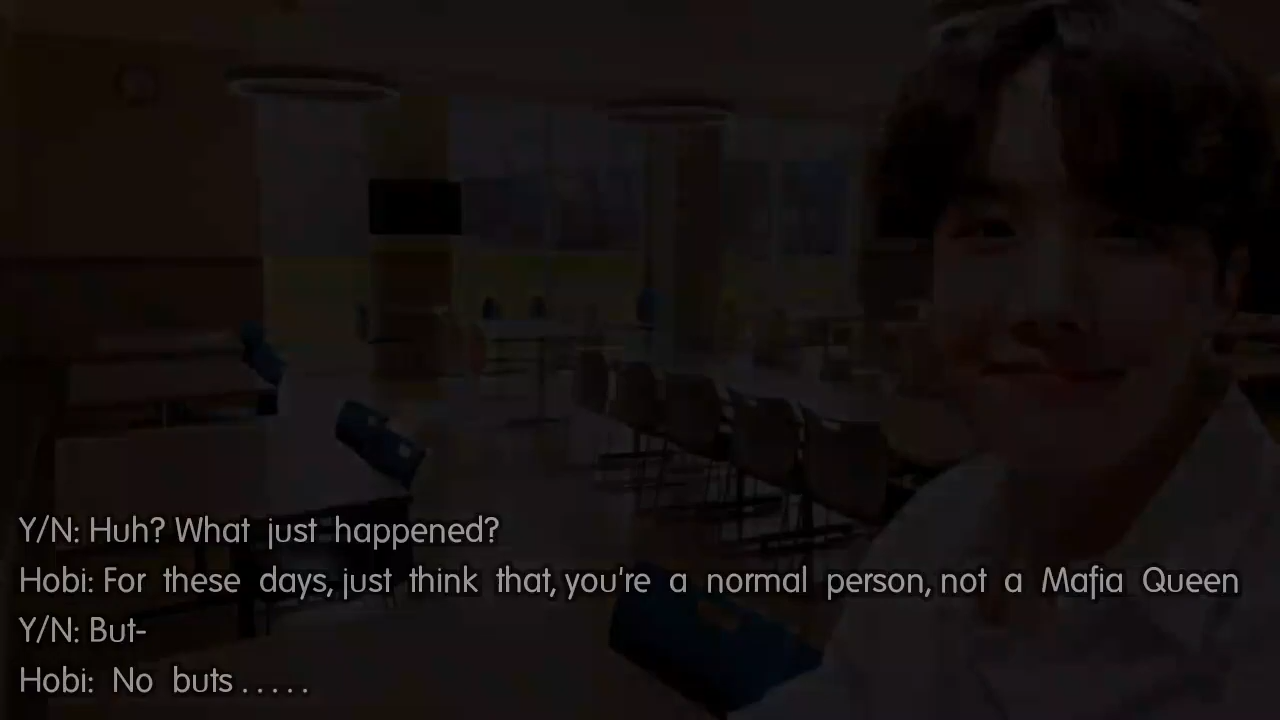 Y/N: Huh? What just happened?
Hobi: For these days, just think that, you're a normal person, not a Mafia Queen
Y/N: But-
Hobi: No buts . . . . .